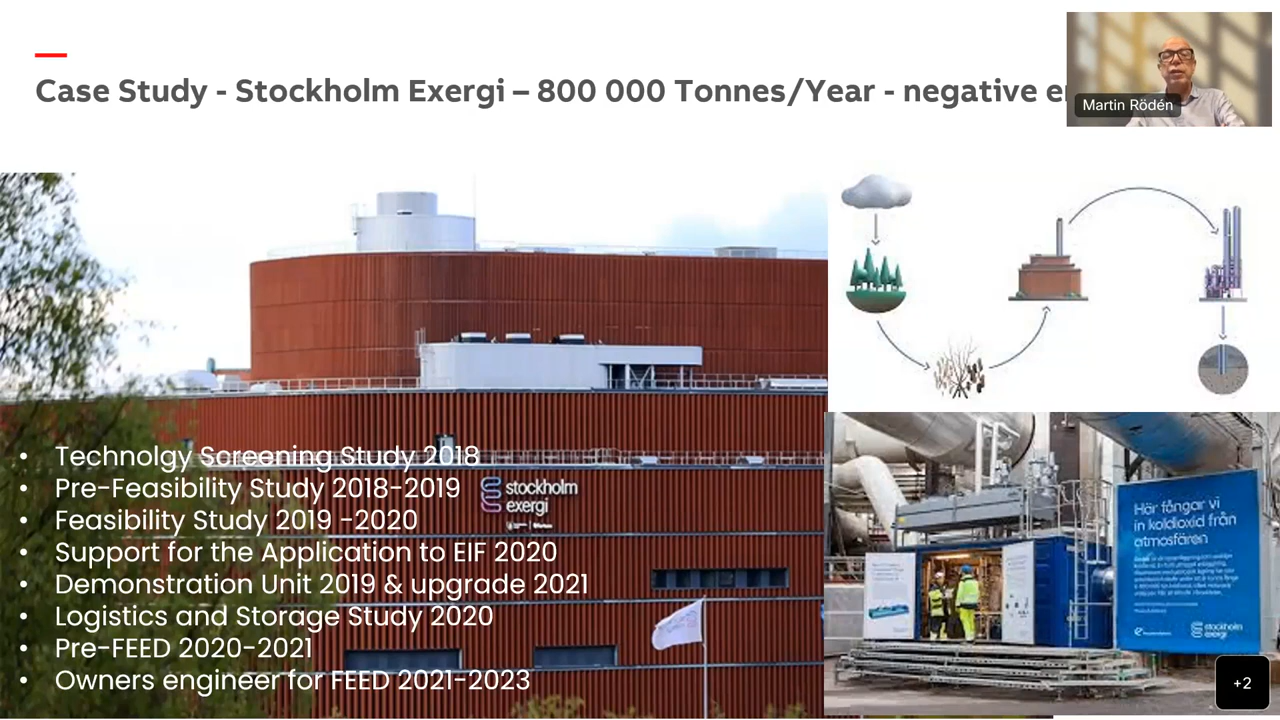 Case Study - Stockholm Exergi – 800 000 Tonnes/Year - negative
Martin Rödén
• Technolgy Screening Study 2018
• Pre-Feasibility Study 2018-2019
• Feasibility Study 2019 -2020
• Support for the Application to EIF 2020
• Demonstration Unit 2019 & upgrade 2021
• Logistics and Storage Study 2020
• Pre-FEED 2020-2021
• Owners engineer for FEED 2021-2023
stockholm
exergi
Här fångar vi
in koldioxid från
atmosfären
stockholm
exergi
+2